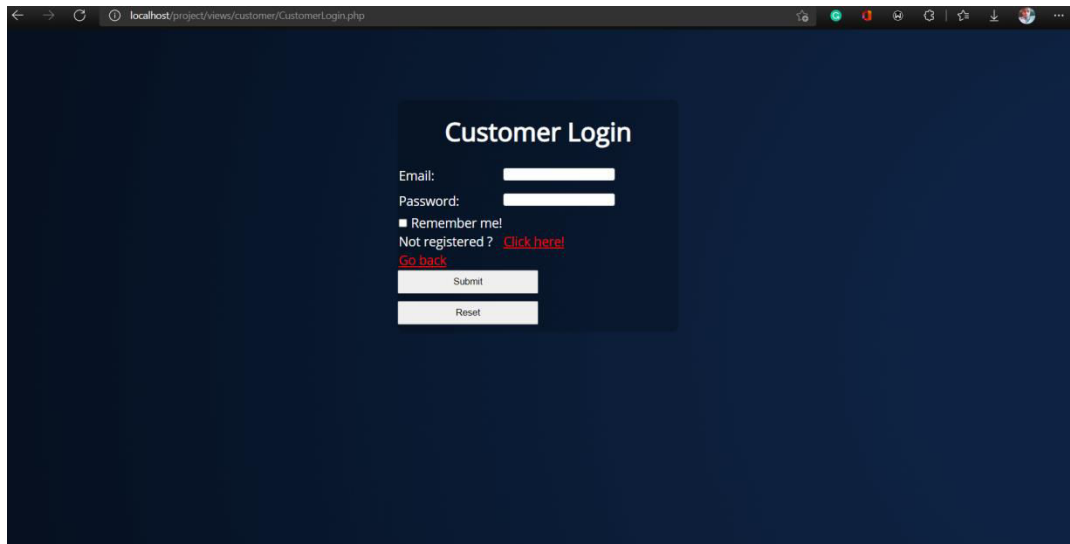 localhost/project/views/customer/CustomerLogin.php
Customer Login
Email:
Password:
Remember me!
Not registered ? Click here!
Go back
Submit
Reset